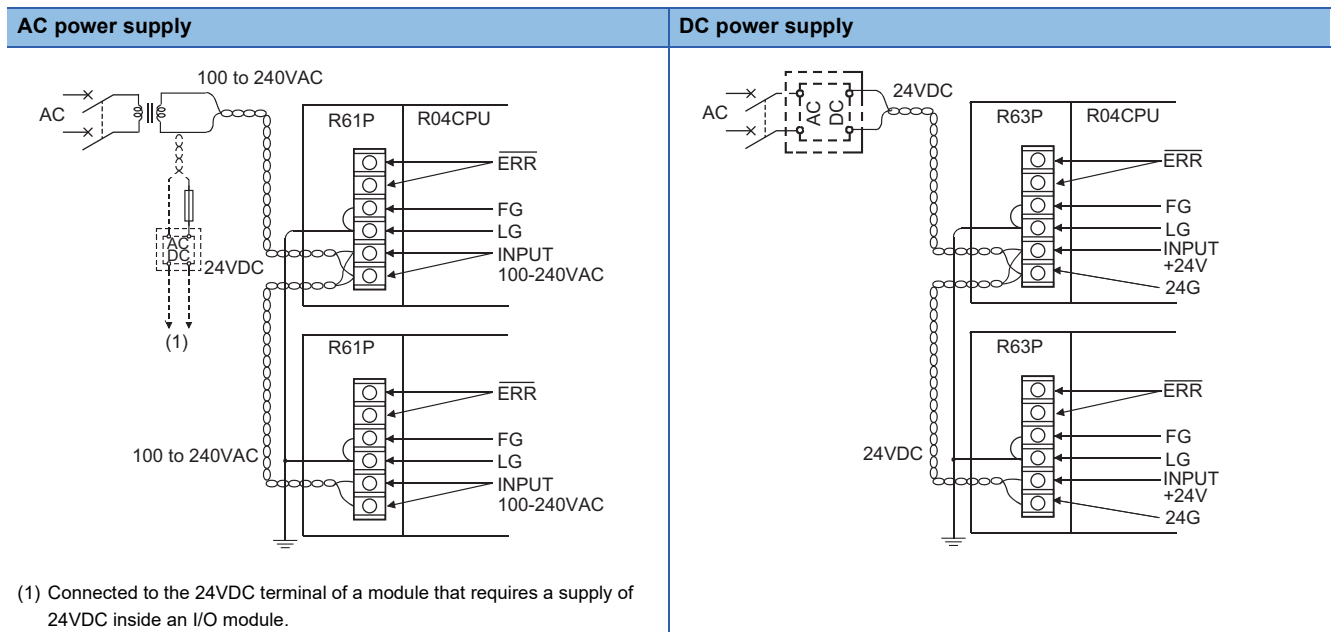 AC power supply
DC power supply
100 to 240VAC
AC
R61P
R04CPU
ERR
FG
LG
INPUT
100-240VAC
AC
DC
24VDC
(1)
R61P
ERR
FG
LG
INPUT
100-240VAC
100 to 240VAC
(1) Connected to the 24VDC terminal of a module that requires a supply of
24VDC inside an I/O module.
24VDC
AC
AC
DC
R63P
R04CPU
ERR
FG
LG
INPUT
+24V
24G
R63P
ERR
FG
LG
INPUT
+24V
24G
24VDC